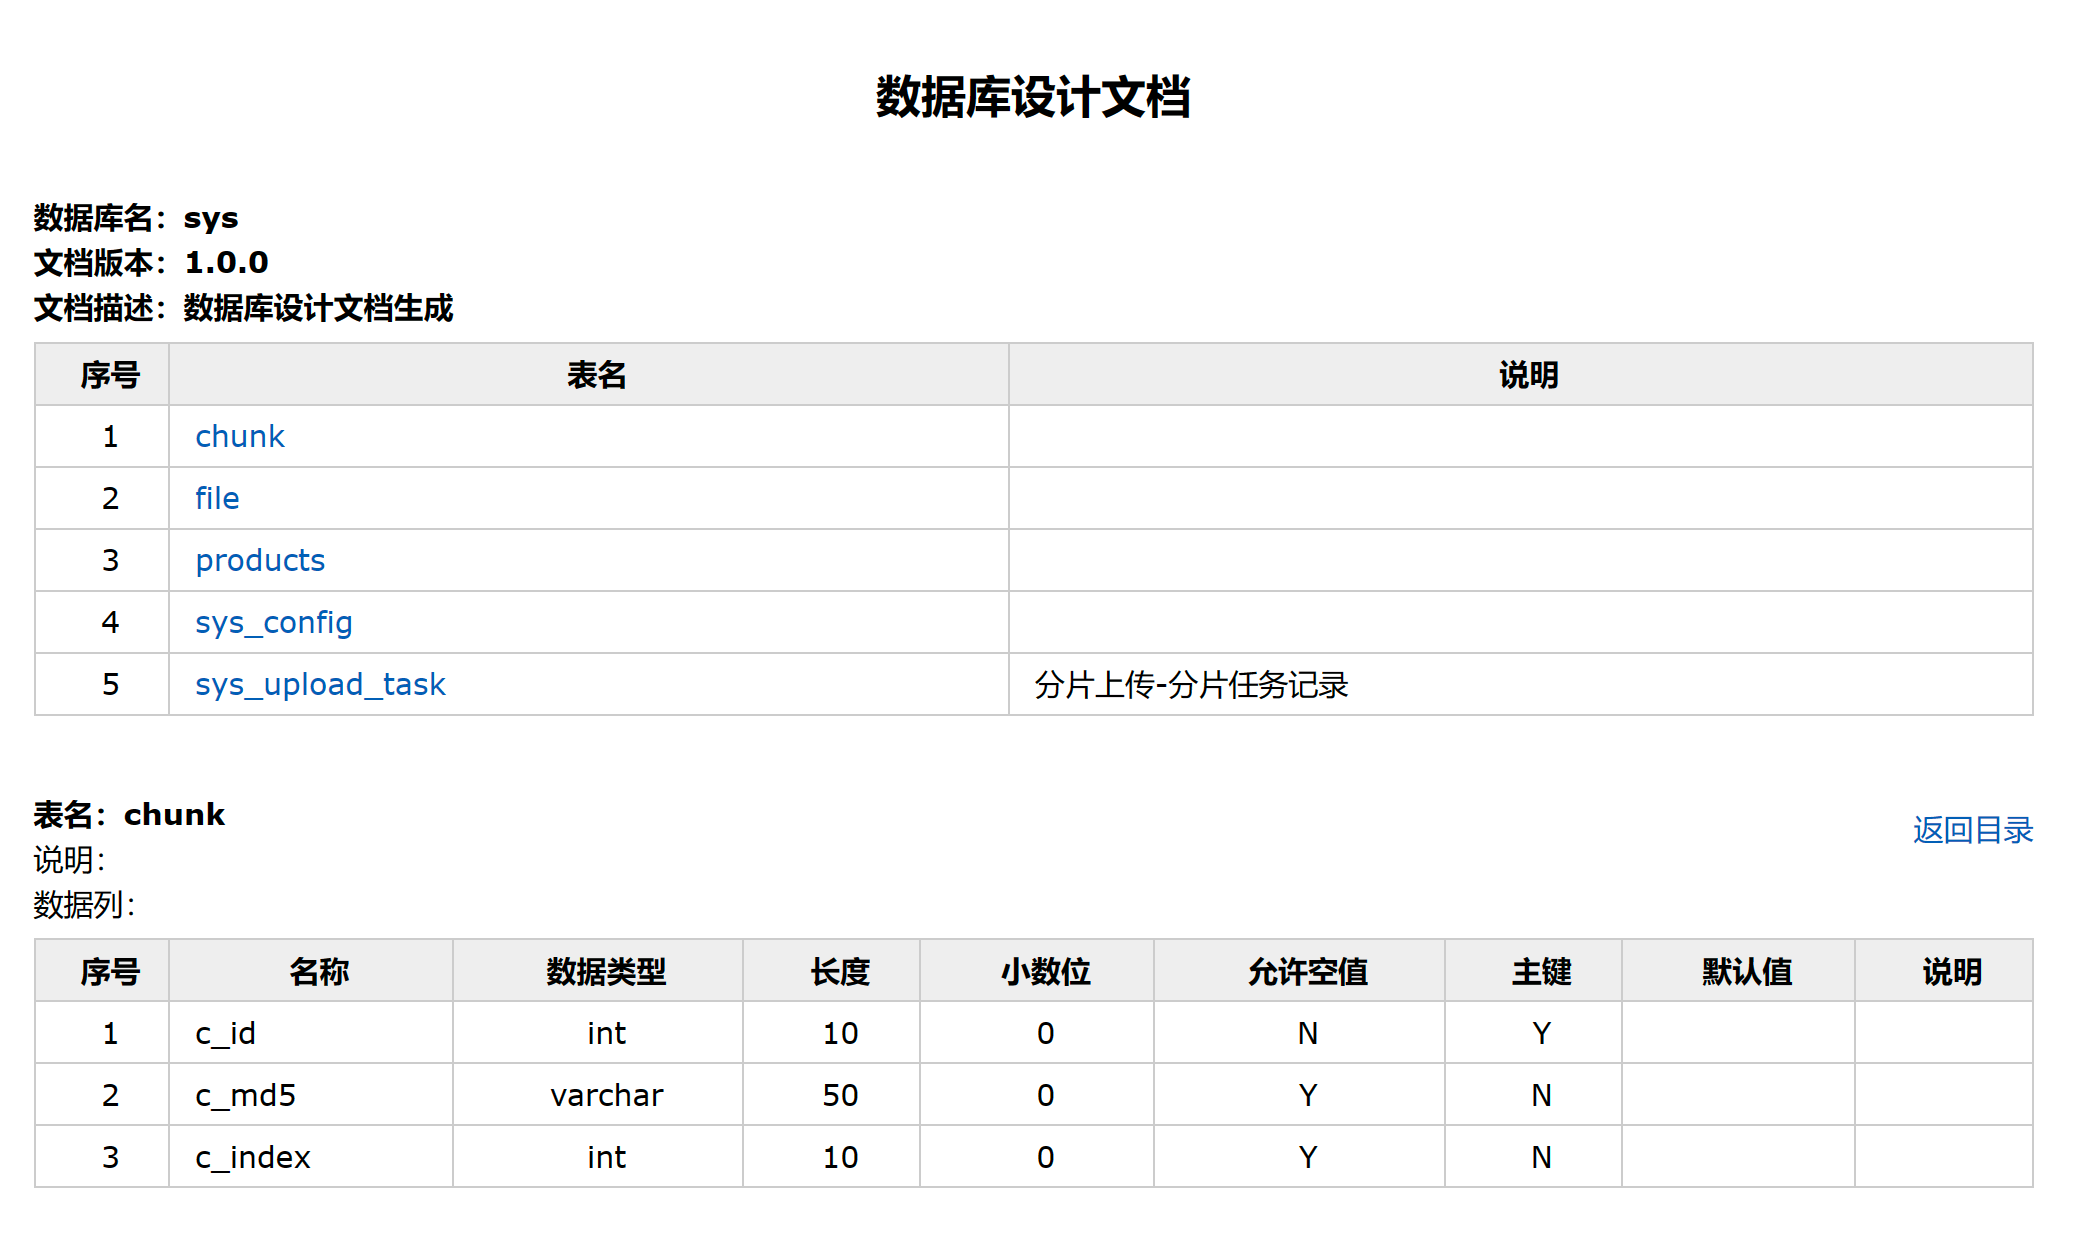 数据库设计文档
数据库名：sys
文档版本：1.0.0
文档描述：数据库设计文档生成
序号 表名 说明
1 chunk
2 file
3 products
4 sys_config
5 sys_upload_task 分片上传-分片任务记录
表名：chunk
返回目录
说明：
数据列：
序号 名称 数据类型 长度 小数位 允许空值 主键 默认值 说明
1 c_id int 10 0 N Y
2 c_md5 varchar 50 0 Y N
3 c_index int 10 0 Y N